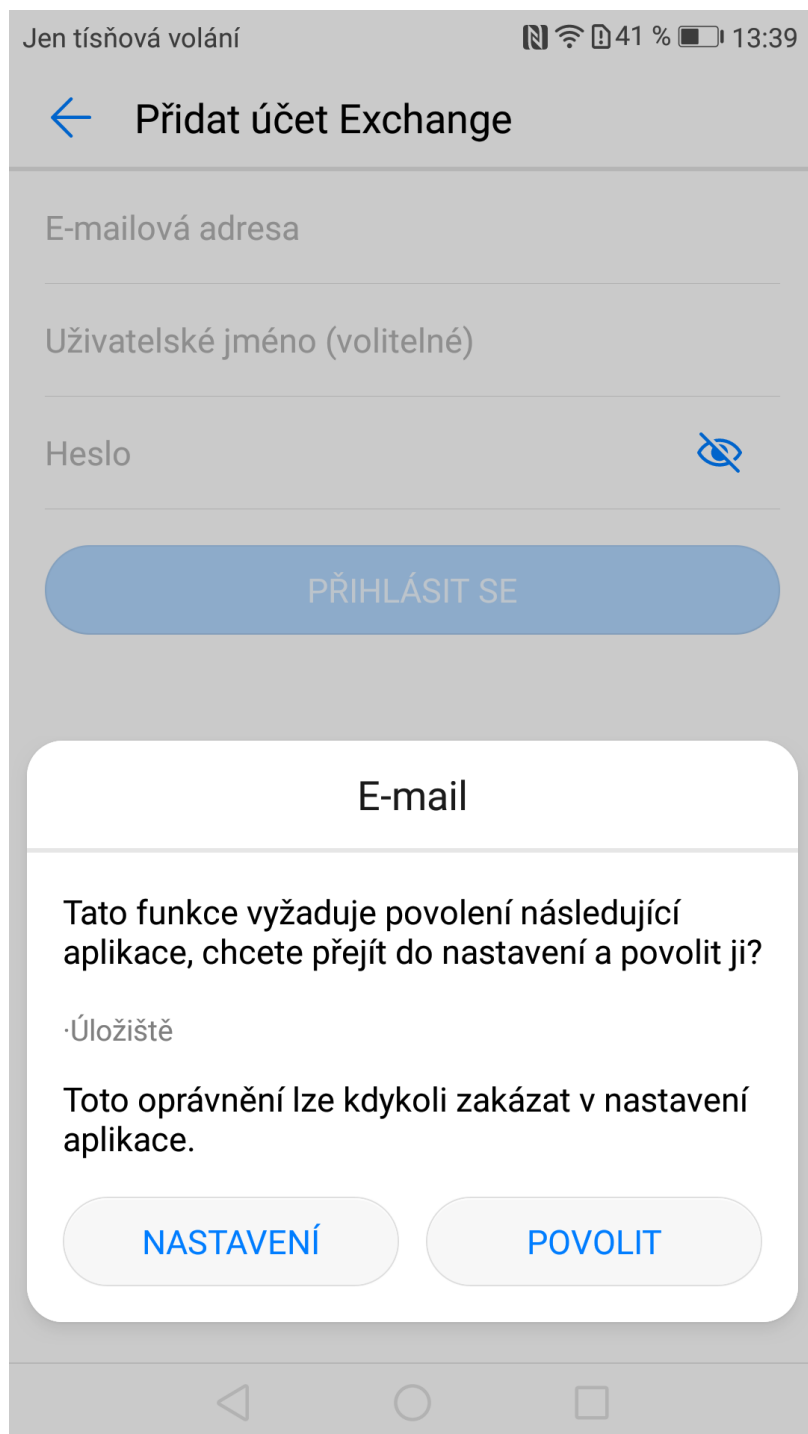 Jen tísňová volání 41 % 13:39
Přidat účet Exchange
E-mailová adresa
Uživatelské jméno (volitelné)
Heslo
PŘIHLÁSIT SE
E-mail
Tato funkce vyžaduje povolení následující
aplikace, chcete přejít do nastavení a povolit ji?
·Úložiště
Toto oprávnění lze kdykoli zakázat v nastavení
aplikace.
NASTAVENÍ POVOLIT